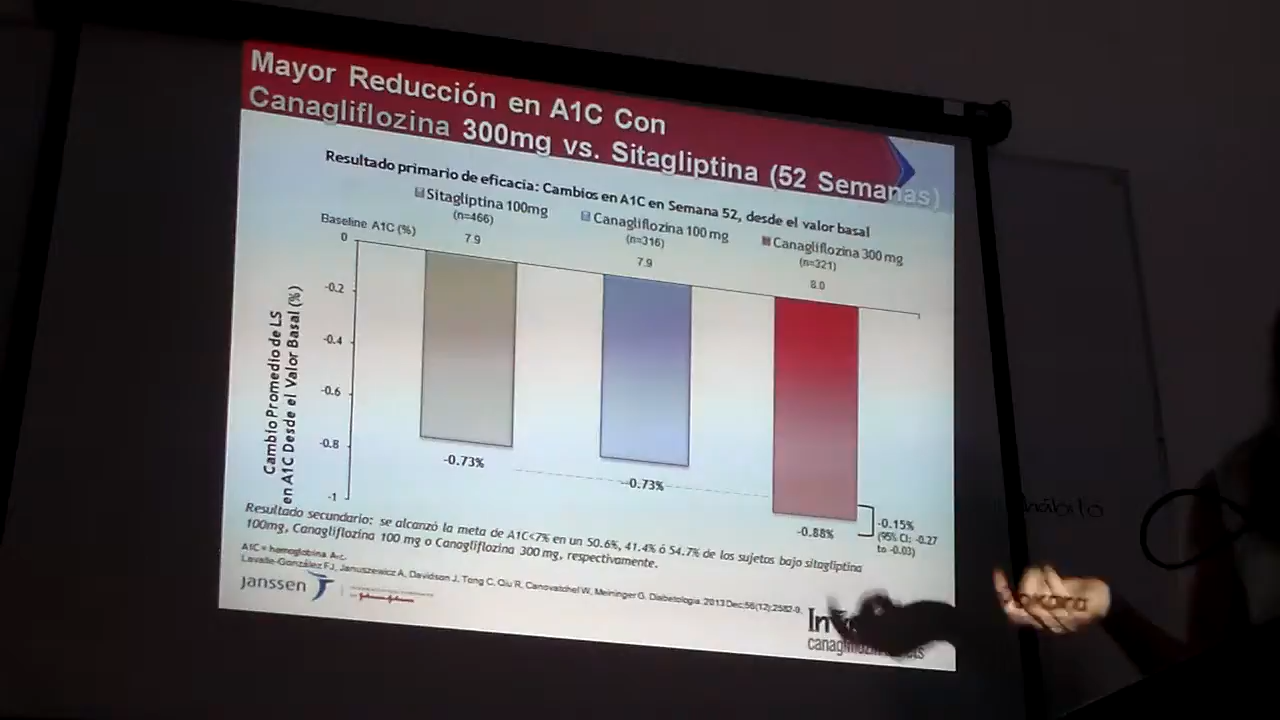 Mayor Reducción en A1C Con
Canagliflozina 300mg vs. Sitagliptina (52 Semanas)
Resultado primario de eficacia: Cambios en A1C en Semana 52, desde el valor basal
Sitagliptina 100mg
(n=466)
Canagliflozina 100 mg
(n=316)
Canagliflozina 300 mg
(n=321)
Baseline A1C (%)
7.9
7.9
8.0
0
-0.2
-0.4
-0.6
-0.8
-1
Cambio Promedio de LS
en A1C Desde el Valor Basal (%)
-0.73%
-0.73%
-0.88%
-0.15%
(95% CI: -0.27
to -0.03)
Resultado secundario: se alcanzó la meta de A1C<7% en un 50.6%, 41.4% ó 54.7% de los sujetos bajo sitagliptina
100mg, Canagliflozina 100 mg o Canagliflozina 300 mg, respectivamente.
A1C = hemoglobina A1c.
Lavalle-González FJ, Januszewicz A, Davidson J, Tong C, Qiu R, Canovatchel W, Meininger G. Diabetologia. 2013 Dec;56(12):2582-9.
Janssen